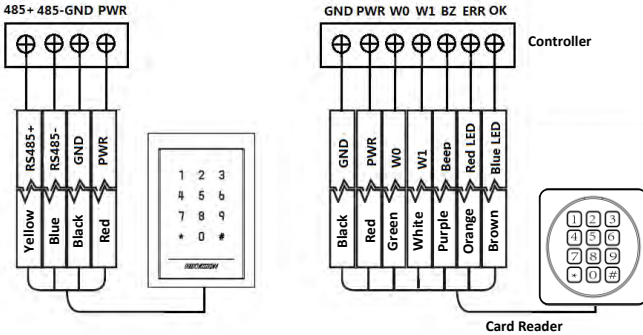 485+ 485-GND PWR
GND PWR W0 W1 BZ ERR OK
Controller
RS485+ RS485- GND PWR
Yellow Blue Black Red
1 2 3
4 5 6
7 8 9
* 0 #
GND PWR W0 W1 Beep Red LED Blue LED
Black Red Green White Purple Orange Brown
1 2 3
4 5 6
7 8 9
* 0 #
Card Reader